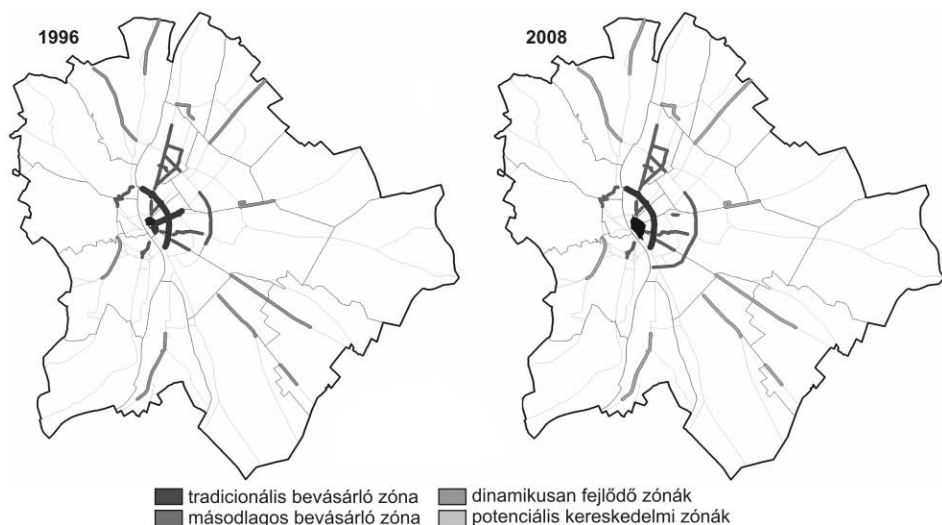 1996
2008
tradicionális bevásárló zóna
dinamikusan fejlődő zónák
másodlagos bevásárló zóna
potenciális kereskedelmi zónák